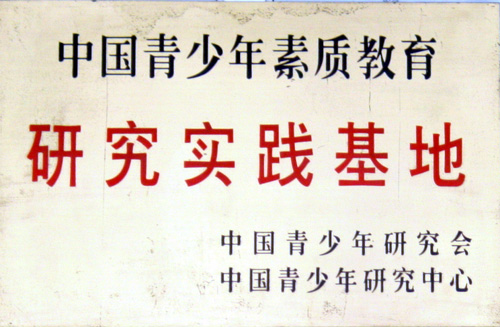 中国青少年素质教育
研究实践基地
中国青少年研究会
中国青少年研究中心